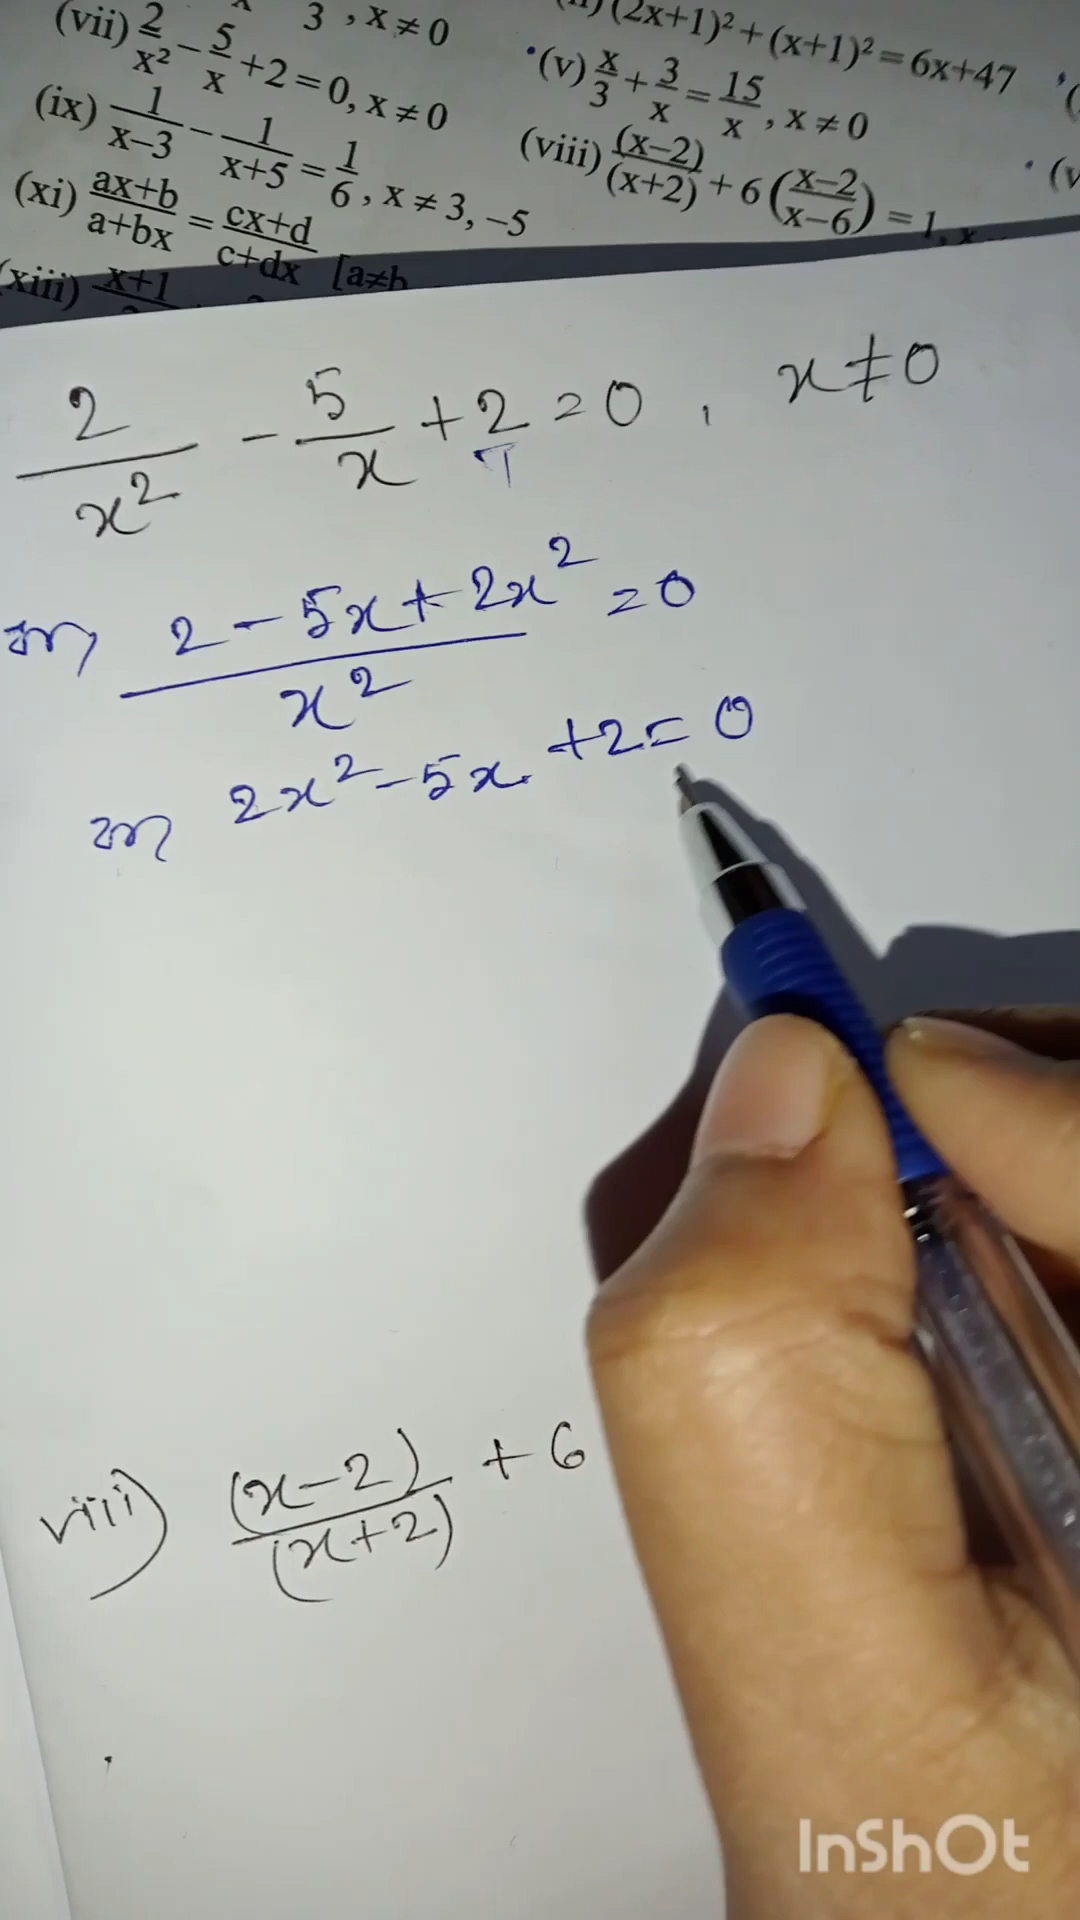 (vii) 2/x² − 5/x + 2 = 0, x ≠ 0
3 , x ≠ 0
(2x+1)² + (x+1)² = 6x+47
(v) x/3 + 3/x = 15/x , x ≠ 0
(ix) 1/(x−3) − 1/(x+5) = 1/6 , x ≠ 3, −5
(viii) (x−2)/(x+2) + 6((x−2)/(x−6)) = 1, x
(xi) (ax+b)/(a+bx) = (cx+d)/(c+dx) [a≠b
(xiii) x+1
2/x² − 5/x + 2 = 0 , x ≠ 0
বা, (2 − 5x + 2x²)/x² = 0
বা 2x² − 5x + 2 = 0
viii) (x−2)/(x+2) + 6
InShOt